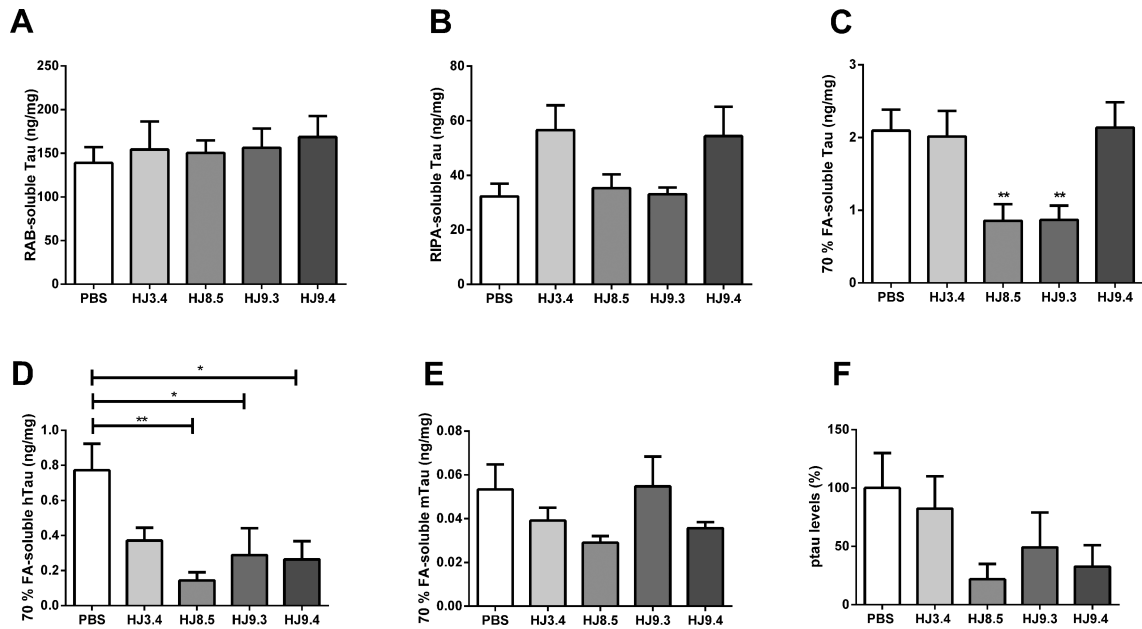 A
B
C
RAB-soluble Tau (ng/mg)
250
200
150
100
50
0
PBS HJ3.4 HJ8.5 HJ9.3 HJ9.4
RIPA-soluble Tau (ng/mg)
80
60
40
20
0
PBS HJ3.4 HJ8.5 HJ9.3 HJ9.4
70 % FA-soluble Tau (ng/mg)
3
2
1
0
** **
PBS HJ3.4 HJ8.5 HJ9.3 HJ9.4
D
E
F
*
*
**
70 % FA-soluble hTau (ng/mg)
1.0
0.8
0.6
0.4
0.2
0.0
PBS HJ3.4 HJ8.5 HJ9.3 HJ9.4
70 % FA-soluble mTau (ng/mg)
0.08
0.06
0.04
0.02
0.00
PBS HJ3.4 HJ8.5 HJ9.3 HJ9.4
ptau levels (%)
150
100
50
0
PBS HJ3.4 HJ8.5 HJ9.3 HJ9.4